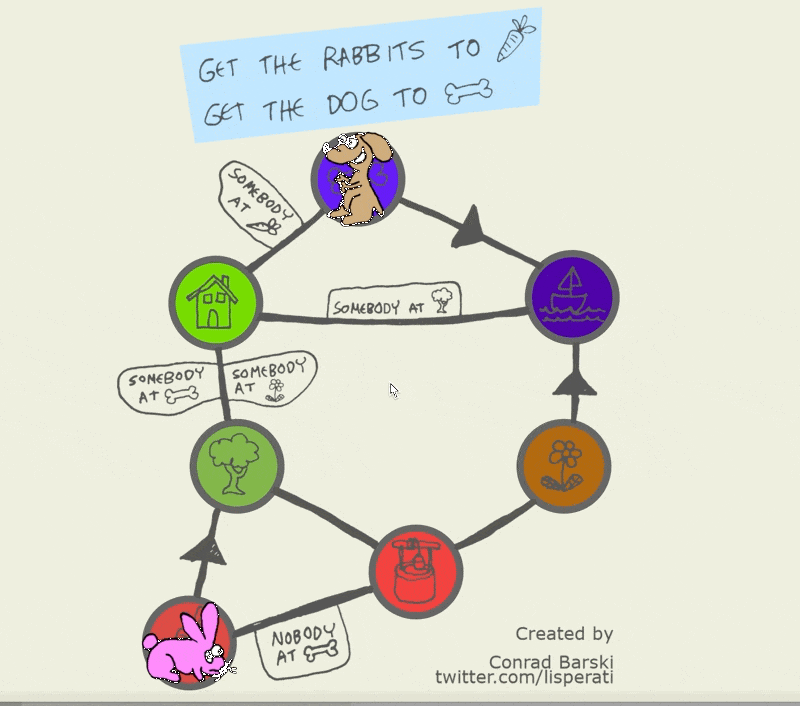 GET THE RABBITS TO
GET THE DOG TO
SOMEBODY
AT
SOMEBODY AT
SOMEBODY
AT
SOMEBODY
AT
NOBODY
AT
Created by
Conrad Barski
twitter.com/lisperati